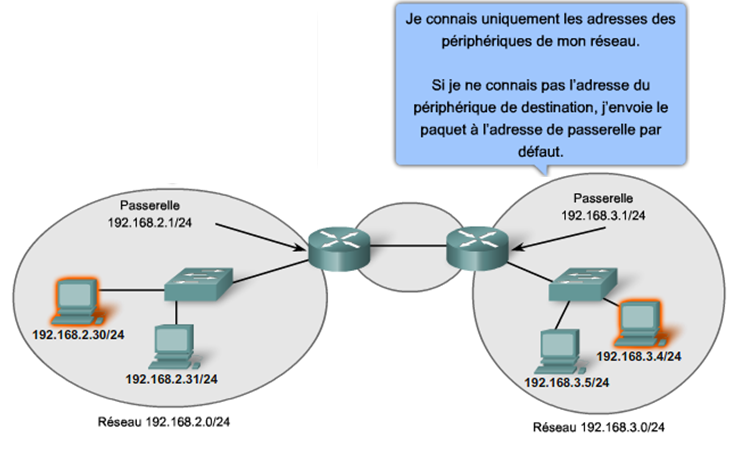 Je connais uniquement les adresses des
périphériques de mon réseau.
Si je ne connais pas l'adresse du
périphérique de destination, j'envoie le
paquet à l'adresse de passerelle par
défaut.
Passerelle
192.168.2.1/24
Passerelle
192.168.3.1/24
192.168.2.30/24
192.168.2.31/24
192.168.3.4/24
192.168.3.5/24
Réseau 192.168.2.0/24
Réseau 192.168.3.0/24